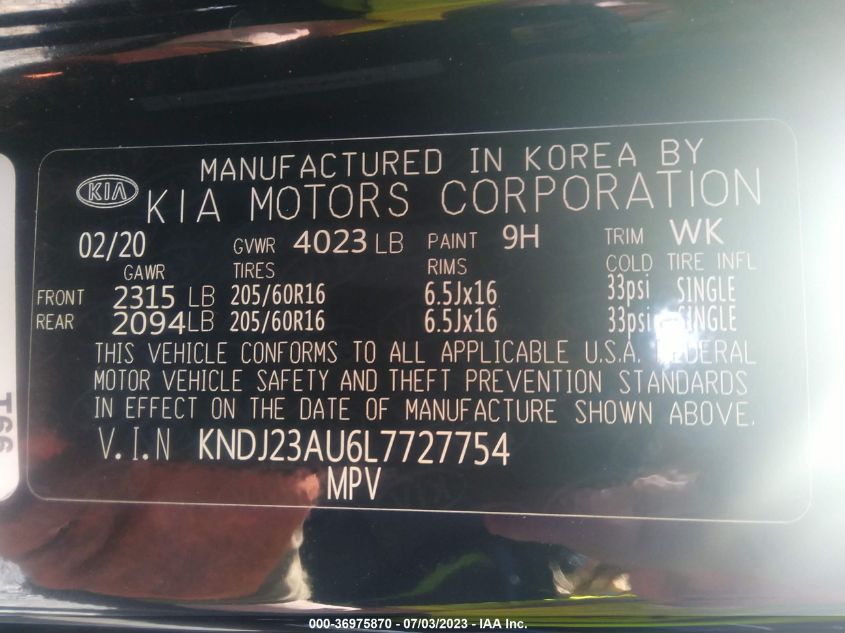 MANUFACTURED IN KOREA BY
KIA KIA MOTORS CORPORATION
02/20 GVWR 4023 LB PAINT 9H TRIM WK
GAWR TIRES RIMS COLD TIRE INFL
FRONT 2315 LB 205/60R16 6.5Jx16 33psi SINGLE
REAR 2094 LB 205/60R16 6.5Jx16 33psi SINGLE
THIS VEHICLE CONFORMS TO ALL APPLICABLE U.S.A. FEDERAL
MOTOR VEHICLE SAFETY AND THEFT PREVENTION STANDARDS
IN EFFECT ON THE DATE OF MANUFACTURE SHOWN ABOVE.
V.I.N KNDJ23AU6L7727754
MPV
T66
000-36975870 - 07/03/2023 - IAA Inc.